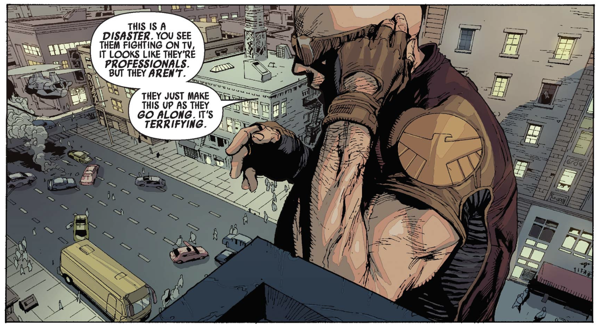 THIS IS A
DISASTER. YOU SEE
THEM FIGHTING ON TV,
IT LOOKS LIKE THEY'RE
PROFESSIONALS.
BUT THEY AREN'T.
THEY JUST MAKE
THIS UP AS THEY
GO ALONG. IT'S
TERRIFYING.